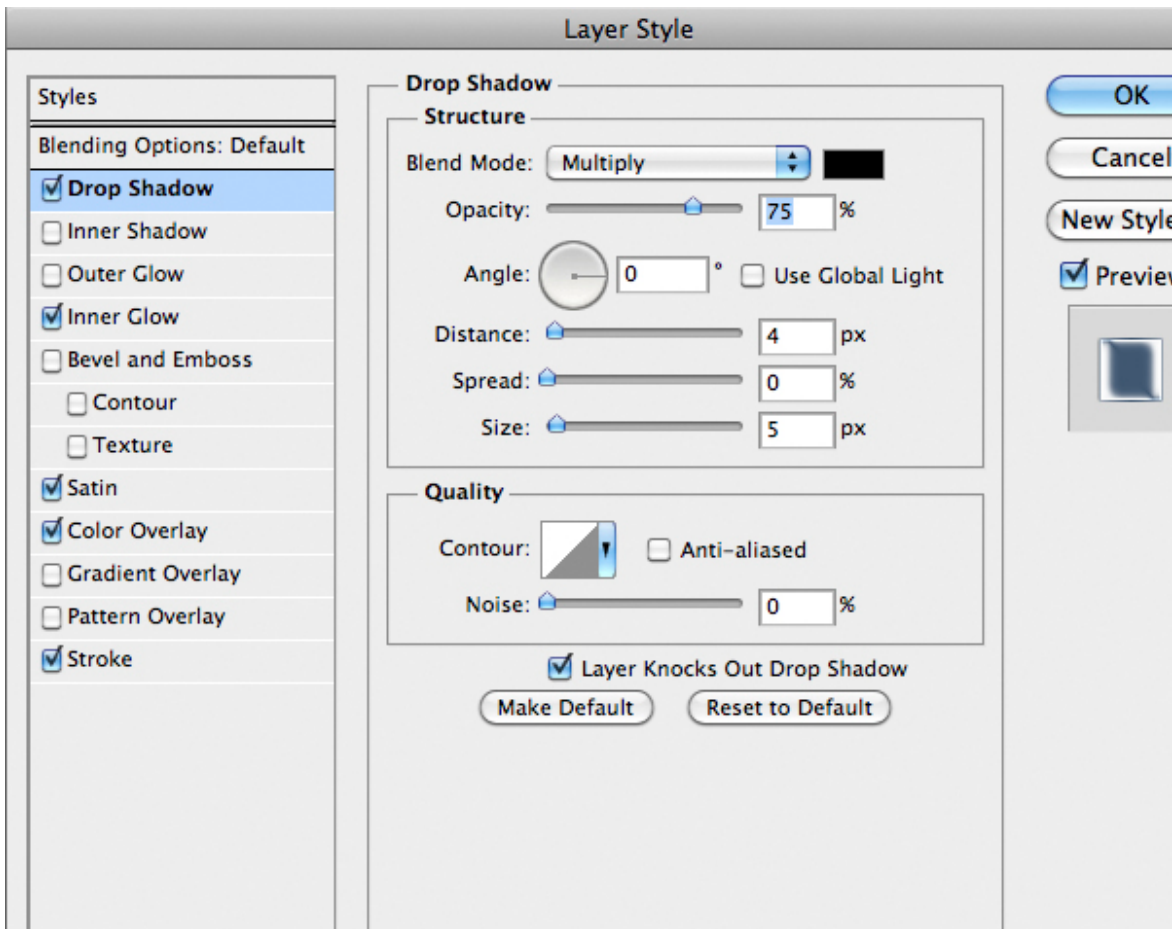 Layer Style
Styles
Blending Options: Default
Drop Shadow
Inner Shadow
Outer Glow
Inner Glow
Bevel and Emboss
Contour
Texture
Satin
Color Overlay
Gradient Overlay
Pattern Overlay
Stroke
Drop Shadow
Structure
Blend Mode: Multiply
Opacity: 75 %
Angle: 0 ° Use Global Light
Distance: 4 px
Spread: 0 %
Size: 5 px
Quality
Contour: Anti-aliased
Noise: 0 %
Layer Knocks Out Drop Shadow
Make Default Reset to Default
OK
Cancel
New Style
Preview